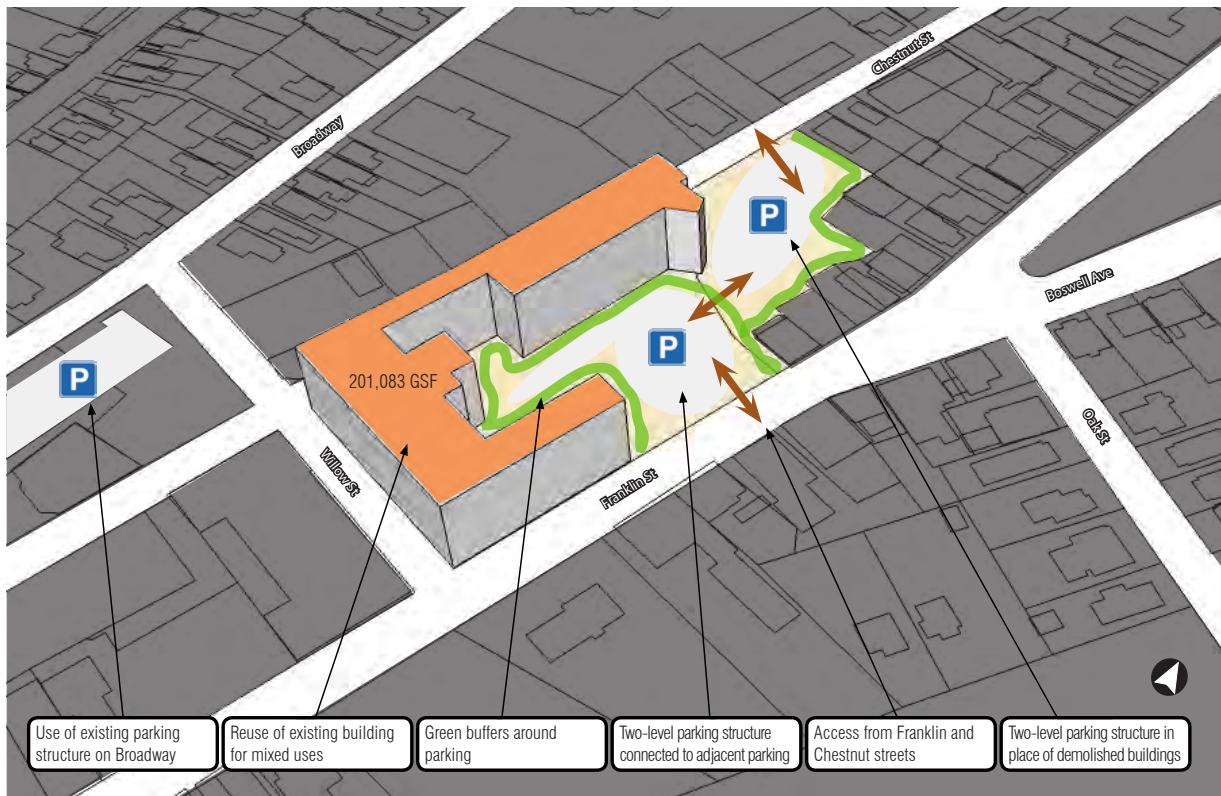 Chestnut St
Broadway
P
Boswell Ave
P
P
201,083 GSF
Oak St
Willow St
Franklin St
Use of existing parking
structure on Broadway
Reuse of existing building
for mixed uses
Green buffers around
parking
Two-level parking structure
connected to adjacent parking
Access from Franklin and
Chestnut streets
Two-level parking structure in
place of demolished buildings